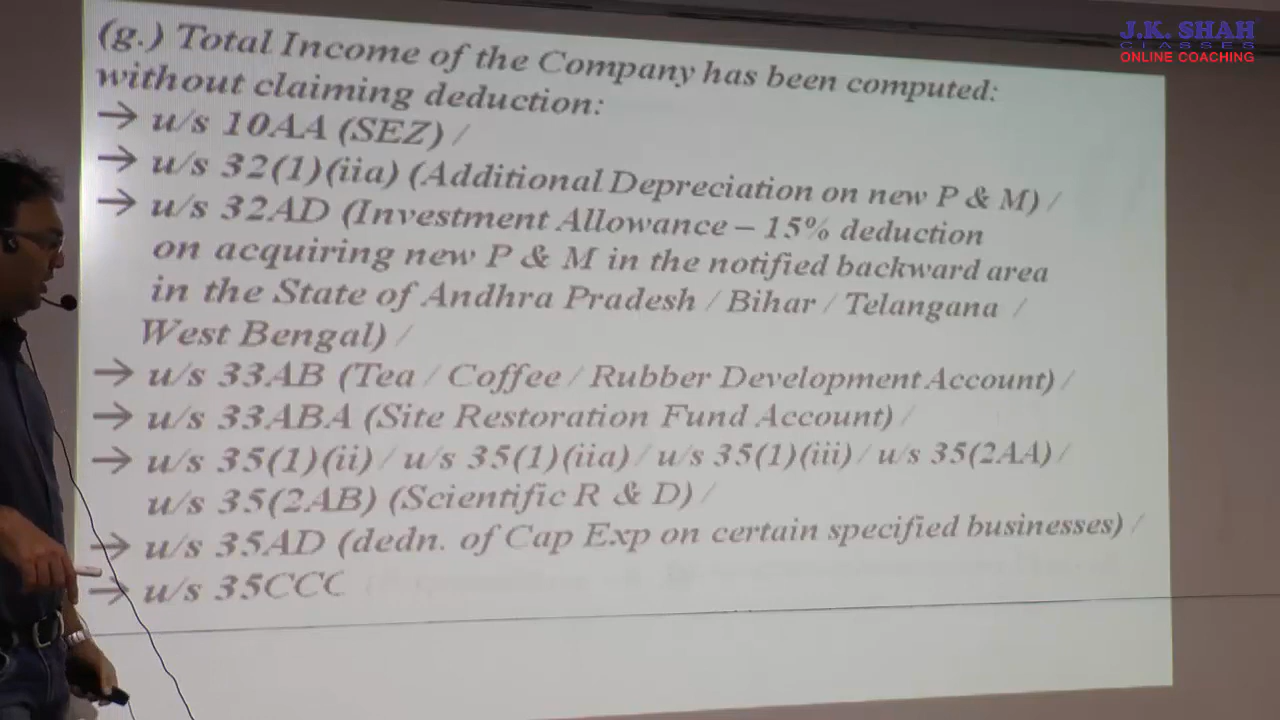 J.K. SHAH
CLASSES
ONLINE COACHING
(g.) Total Income of the Company has been computed:
without claiming deduction:
→ u/s 10AA (SEZ) /
→ u/s 32(1)(iia) (Additional Depreciation on new P & M) /
→ u/s 32AD (Investment Allowance – 15% deduction
on acquiring new P & M in the notified backward area
in the State of Andhra Pradesh / Bihar / Telangana /
West Bengal) /
→ u/s 33AB (Tea / Coffee / Rubber Development Account) /
→ u/s 33ABA (Site Restoration Fund Account) /
→ u/s 35(1)(ii) / u/s 35(1)(iia) / u/s 35(1)(iii) / u/s 35(2AA) /
u/s 35(2AB) (Scientific R & D) /
→ u/s 35AD (dedn. of Cap Exp on certain specified businesses) /
→ u/s 35CCC